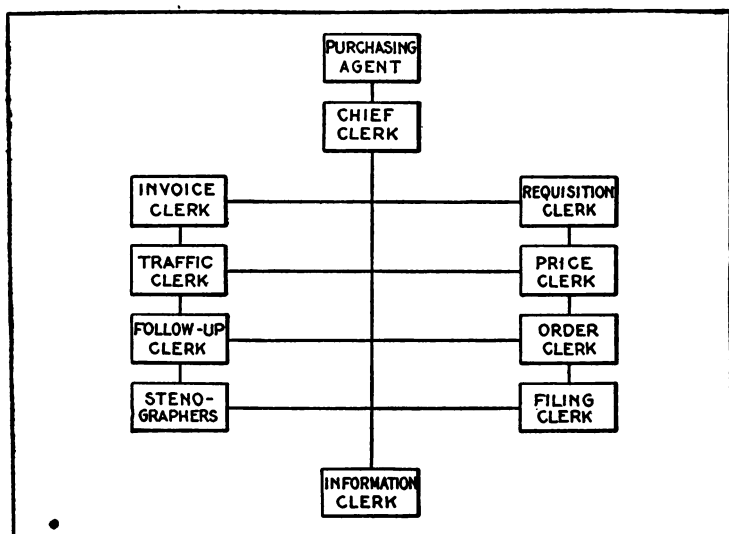 PURCHASING
AGENT
CHIEF
CLERK
INVOICE
CLERK
REQUISITION
CLERK
TRAFFIC
CLERK
PRICE
CLERK
FOLLOW-UP
CLERK
ORDER
CLERK
STENO-
GRAPHERS
FILING
CLERK
INFORMATION
CLERK